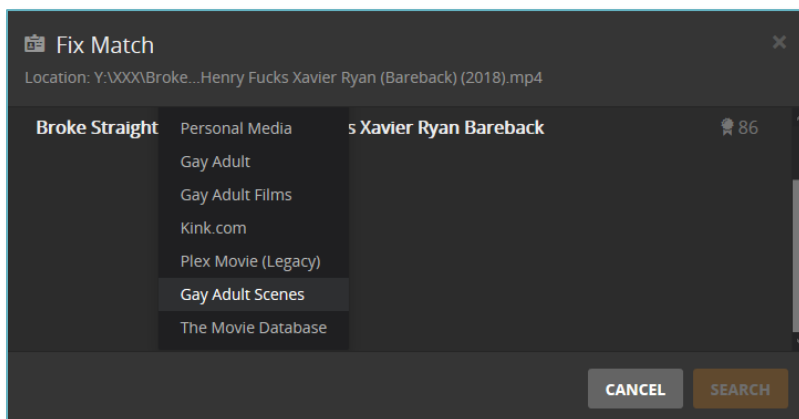 Fix Match
Location: Y:\XXX\Broke...Henry Fucks Xavier Ryan (Bareback) (2018).mp4
Broke Straight s Xavier Ryan Bareback 86
Personal Media
Gay Adult
Gay Adult Films
Kink.com
Plex Movie (Legacy)
Gay Adult Scenes
The Movie Database
CANCEL SEARCH